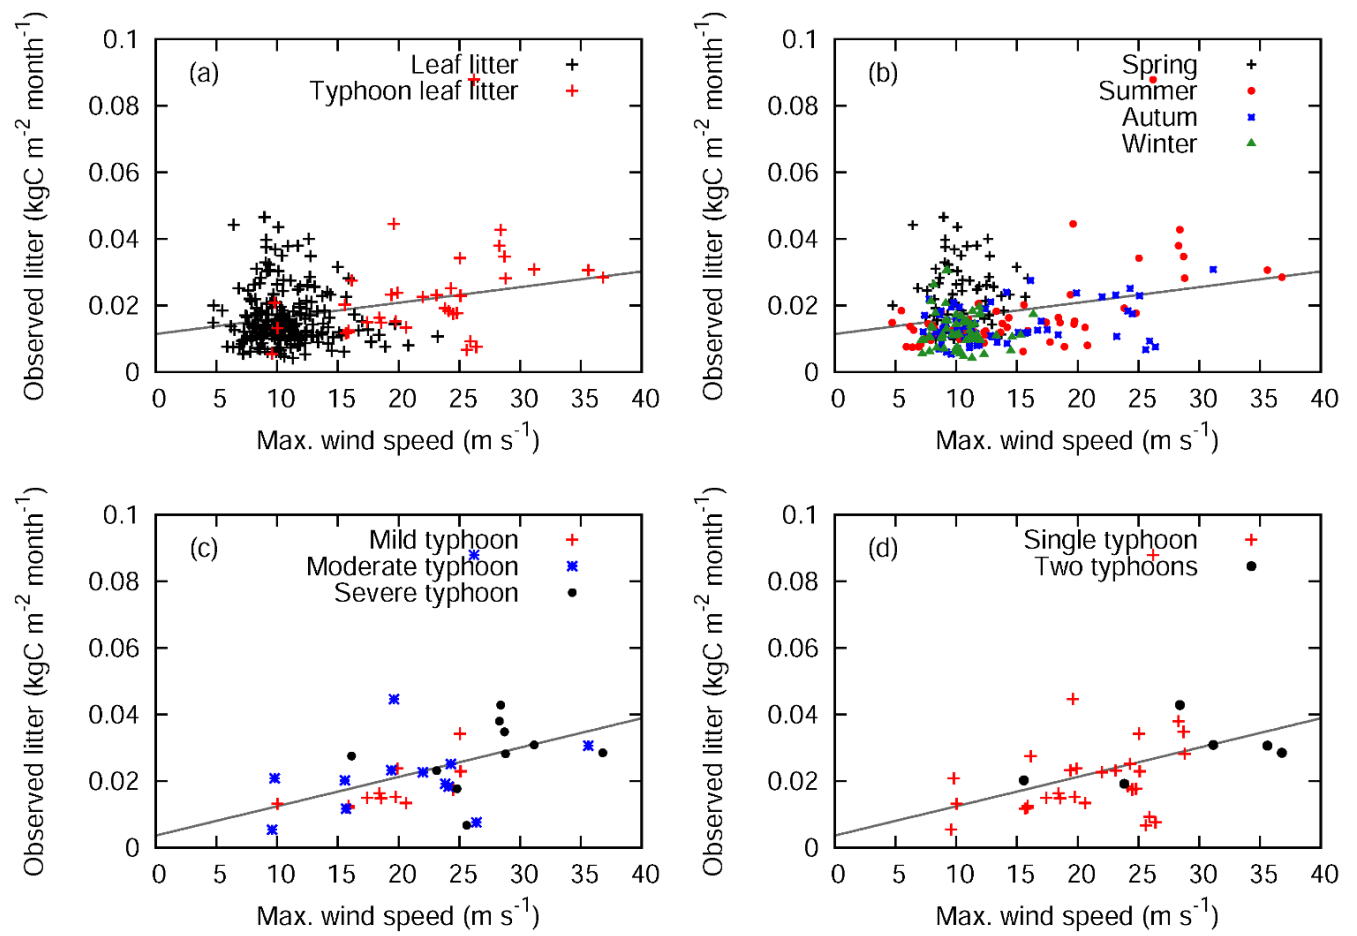 (a)
Leaf litter
Typhoon leaf litter
Observed litter (kgC m-2 month-1)
0.1
0.08
0.06
0.04
0.02
0
0 5 10 15 20 25 30 35 40
Max. wind speed (m s-1)
(b)
Spring
Summer
Autum
Winter
Observed litter (kgC m-2 month-1)
0.1
0.08
0.06
0.04
0.02
0
0 5 10 15 20 25 30 35 40
Max. wind speed (m s-1)
(c)
Mild typhoon
Moderate typhoon
Severe typhoon
Observed litter (kgC m-2 month-1)
0.1
0.08
0.06
0.04
0.02
0
0 5 10 15 20 25 30 35 40
Max. wind speed (m s-1)
(d)
Single typhoon
Two typhoons
Observed litter (kgC m-2 month-1)
0.1
0.08
0.06
0.04
0.02
0
0 5 10 15 20 25 30 35 40
Max. wind speed (m s-1)